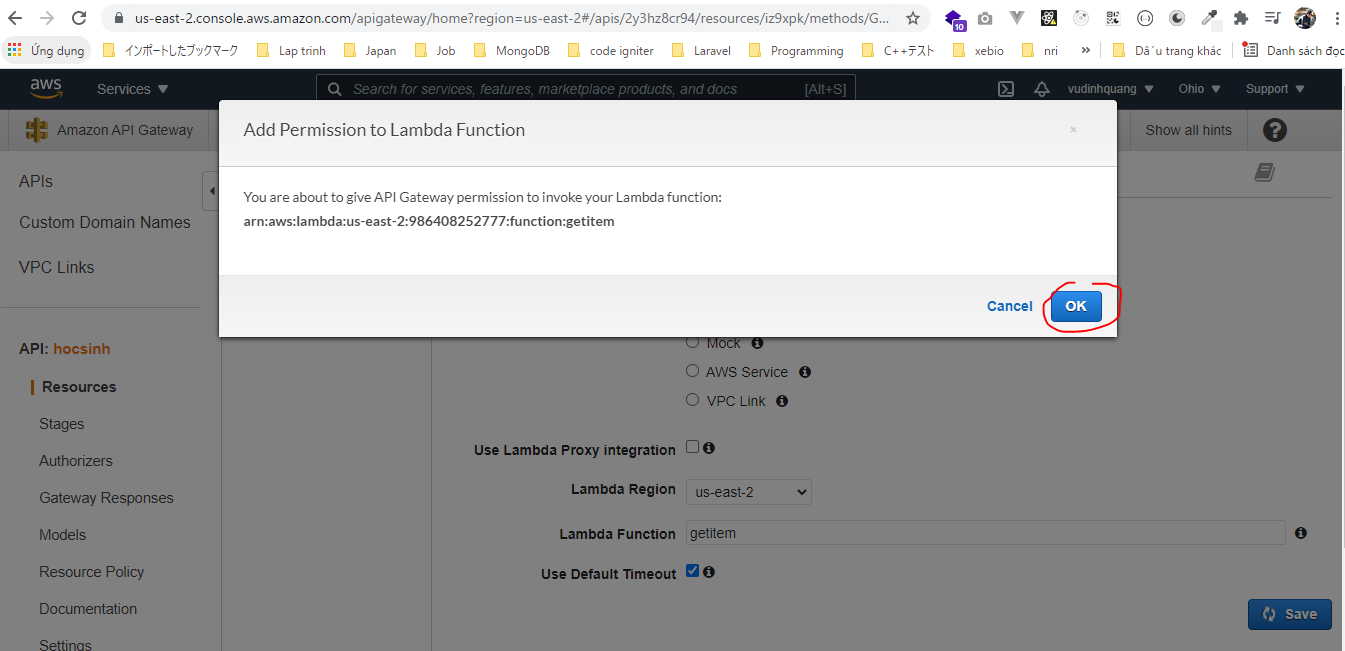 us-east-2.console.aws.amazon.com/apigateway/home?region=us-east-2#/apis/2y3hz8cr94/resources/iz9xpk/methods/G...
10
Ứng dụng インポートしたブックマーク Lap trinh Japan Job MongoDB code igniter Laravel Programming C++テスト xebio nri » Dấu trang khác Danh sách đọc
aws Services Search for services, features, marketplace products, and docs [Alt+S] vudinhquang Ohio Support
Amazon API Gateway Show all hints ?
Add Permission to Lambda Function ×
You are about to give API Gateway permission to invoke your Lambda function:
arn:aws:lambda:us-east-2:986408252777:function:getitem
Cancel OK
APIs
Custom Domain Names
VPC Links
API: hocsinh
Resources
Stages
Authorizers
Gateway Responses
Models
Resource Policy
Documentation
Settings
Mock
AWS Service
VPC Link
Use Lambda Proxy integration
Lambda Region us-east-2
Lambda Function getitem
Use Default Timeout
Save